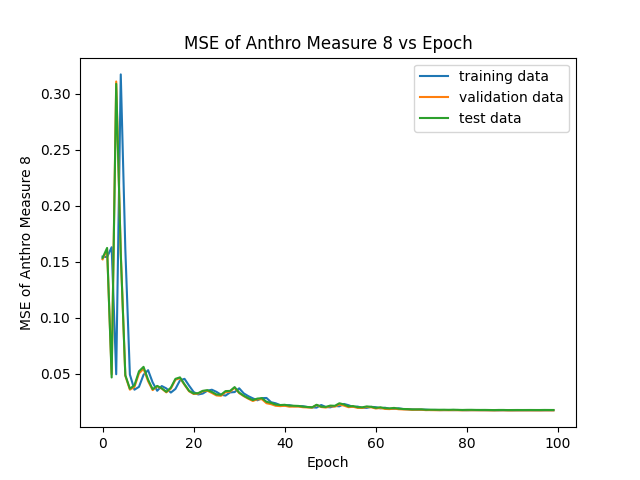 MSE of Anthro Measure 8 vs Epoch
training data
validation data
test data
MSE of Anthro Measure 8
0.30
0.25
0.20
0.15
0.10
0.05
0
20
40
60
80
100
Epoch